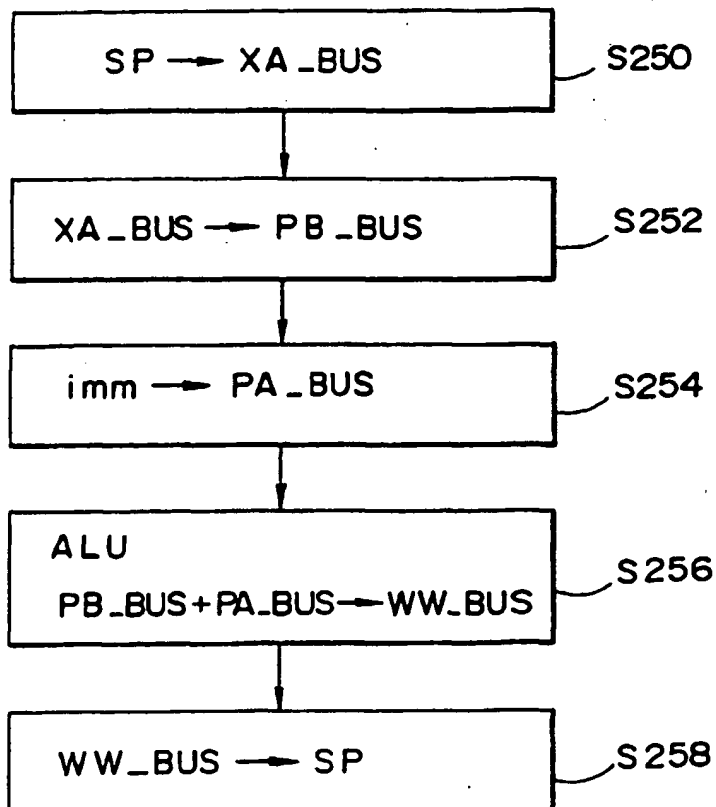 SP → XA_BUS
S250
XA_BUS → PB_BUS
S252
imm → PA_BUS
S254
ALU
PB_BUS+PA_BUS→WW_BUS
S256
WW_BUS → SP
S258